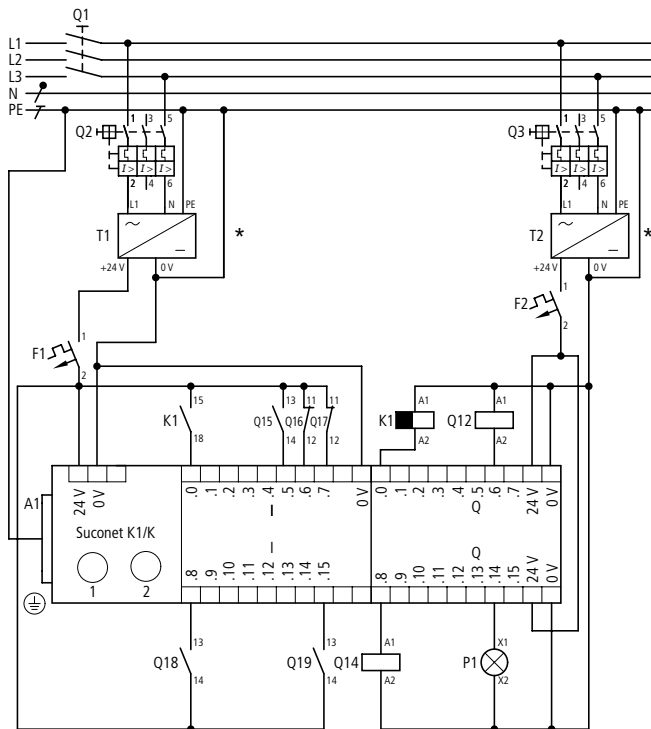 Q1
L1
L2
L3
N
PE
Q2 1 3 5
I> I> I>
2 4 6
Q3 1 3 5
I> I> I>
2 4 6
L1 N PE
T1 *
+24 V 0 V
L1 N PE
T2 *
+24 V 0 V
F1 1
2
F2 1
2
K1 15
18
Q15 13
14
Q16 11
12
Q17 11
12
K1 A1
A2
Q12 A1
A2
A1
24 V 0 V
.0 .1 .2 .3 .4 .5 .6 .7 0 V
.0 .1 .2 .3 .4 .5 .6 .7 24 V 0 V
I
Q
Suconet K1/K
1 2
I
Q
.8 .9 .10 .11 .12 .13 .14 .15
.8 .9 .10 .11 .12 .13 .14 .15 24 V 0 V
Q18 13
14
Q19 13
14
Q14 A1
A2
P1 X1
X2